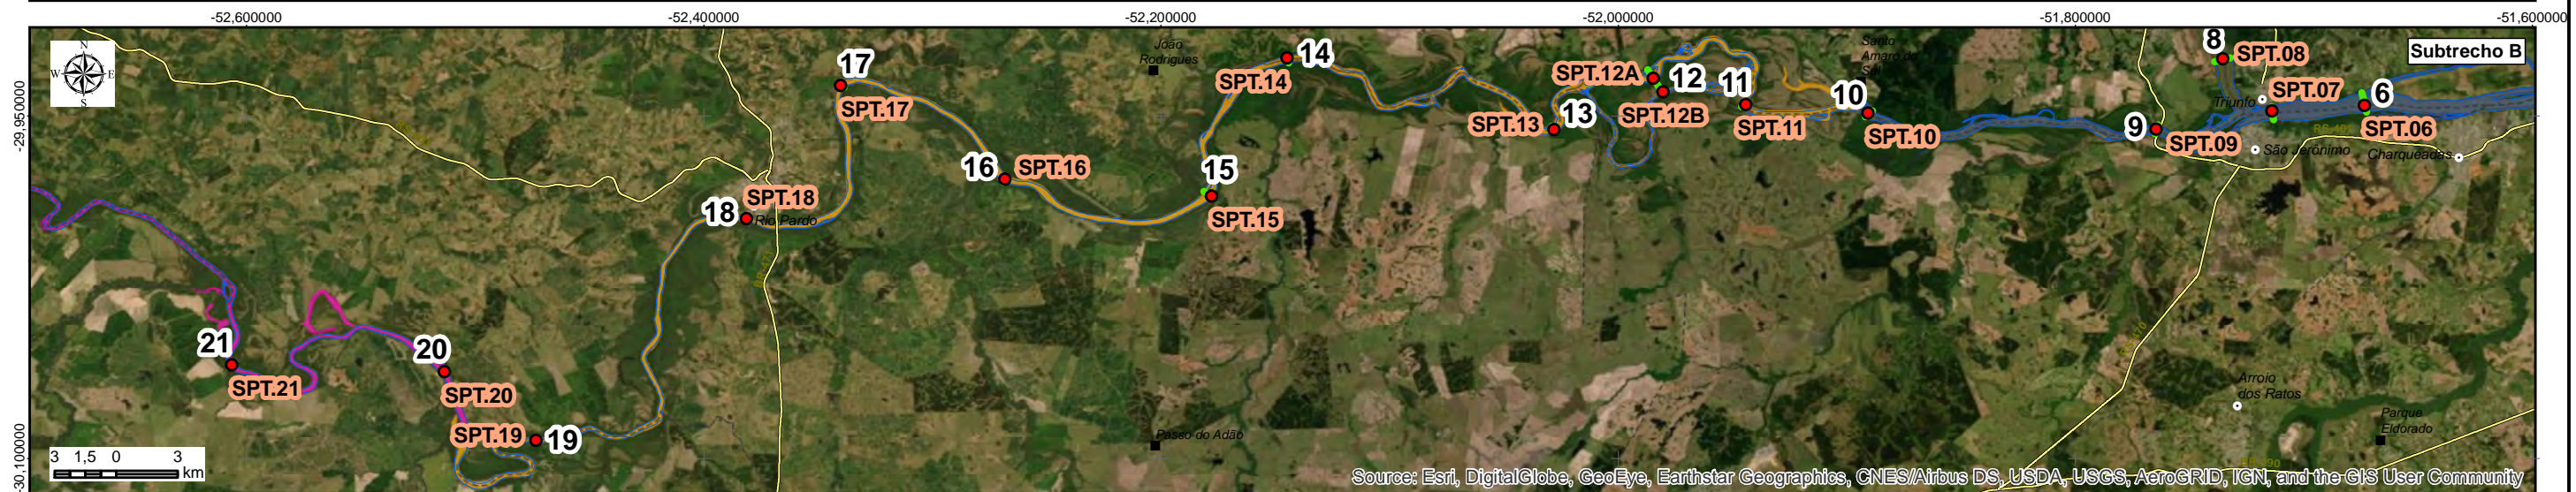 -52,600000
-52,400000
-52,200000
-52,000000
-51,800000
-51,600000
Subtrecho B
N
W E
S
João
Rodrigues
Santo
Amaro do
8
SPT.08
17
14
SPT.14
SPT.12A
12
11
10
SPT.07
6
Triunfo
SPT.17
SPT.13
13
SPT.12B
SPT.11
SPT.10
9
SPT.09
SPT.06
São Jerônimo
Charqueadas
-29,950000
16
SPT.16
15
SPT.15
18
SPT.18
Rio Pardo
21
SPT.21
20
SPT.20
SPT.19
19
Arroio
dos Ratos
Parque
Eldorado
Passo do Adão
-30,100000
3 1,5 0 3
km
Source: Esri, DigitalGlobe, GeoEye, Earthstar Geographics, CNES/Airbus DS, USDA, USGS, AeroGRID, IGN, and the GIS User Community